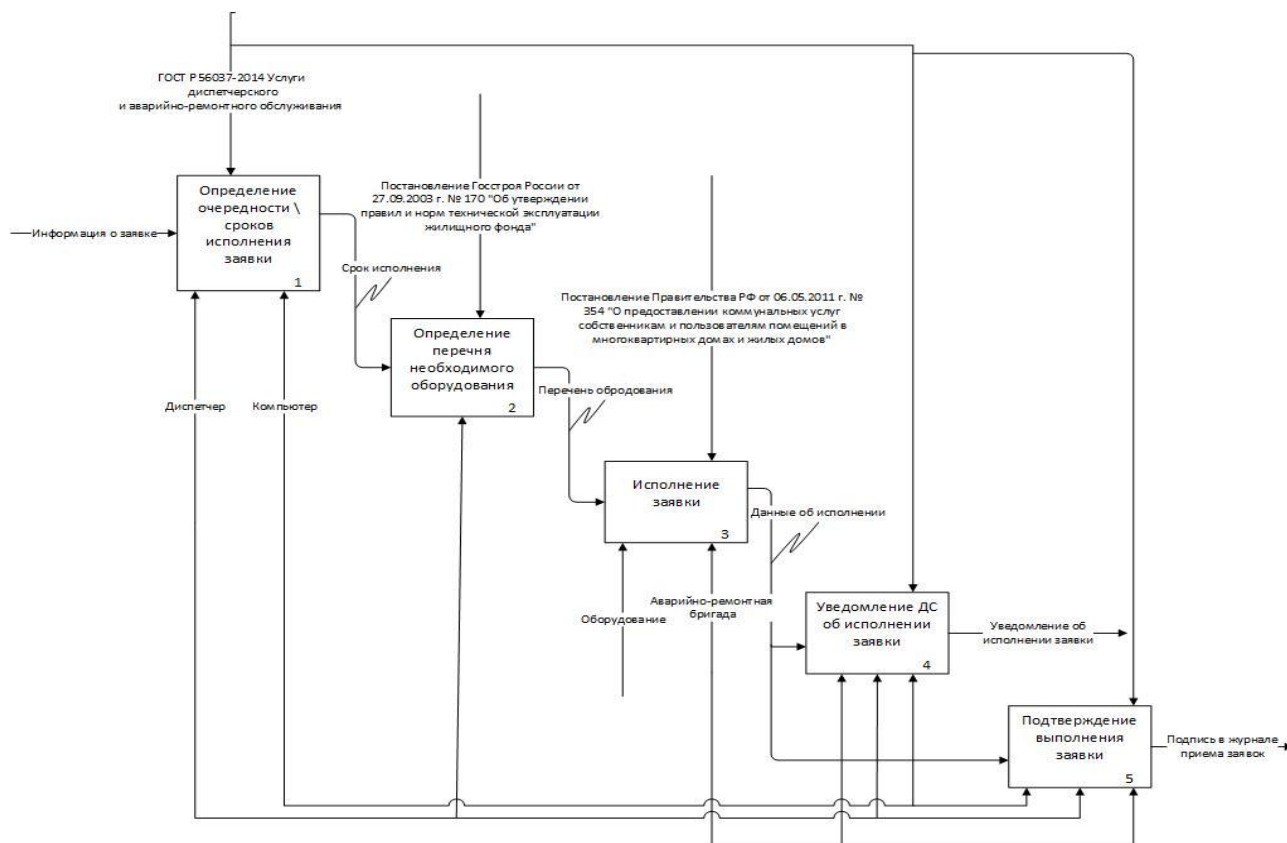 ГОСТ Р 56037-2014 Услуги
диспетчерского
и аварийно-ремонтного обслуживания
Определение
очередности \
сроков
исполнения
заявки
1
Информация о заявке
Постановление Госстроя России от
27.09.2003 г. № 170 "Об утверждении
правил и норм технической эксплуатации
жилищного фонда"
Срок исполнения
Постановление Правительства РФ от 06.05.2011 г. №
354 "О предоставлении коммунальных услуг
собственникам и пользователям помещений в
многоквартирных домах и жилых домов"
Определение
перечня
необходимого
оборудования
2
Перечень обродования
Диспетчер
Компьютер
Исполнение
заявки
3
Данные об исполнении
Оборудование
Аварийно-ремонтная
бригада
Уведомление ДС
об исполнении
заявки
4
Уведомление об
исполнении заявки
Подтверждение
выполнения
заявки
5
Подпись в журнале
приема заявок